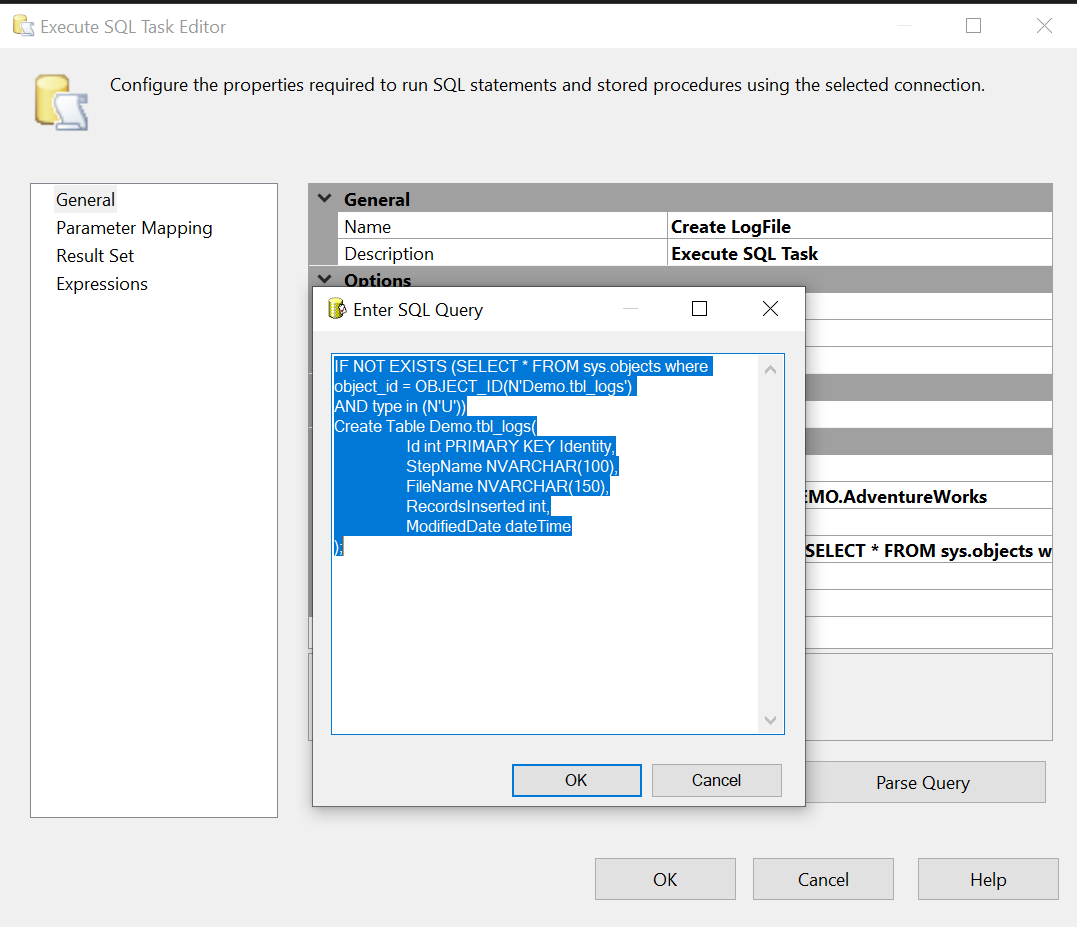 Execute SQL Task Editor
Configure the properties required to run SQL statements and stored procedures using the selected connection.
General
Parameter Mapping
Result Set
Expressions
General
Name Create LogFile
Description Execute SQL Task
Options
Enter SQL Query
IF NOT EXISTS (SELECT * FROM sys.objects where
object_id = OBJECT_ID(N'Demo.tbl_logs')
AND type in (N'U'))
Create Table Demo.tbl_logs(
Id int PRIMARY KEY Identity,
StepName NVARCHAR(100),
FileName NVARCHAR(150),
RecordsInserted int,
ModifiedDate dateTime
);
EMO.AdventureWorks
SELECT * FROM sys.objects w
OK
Cancel
Parse Query
OK
Cancel
Help